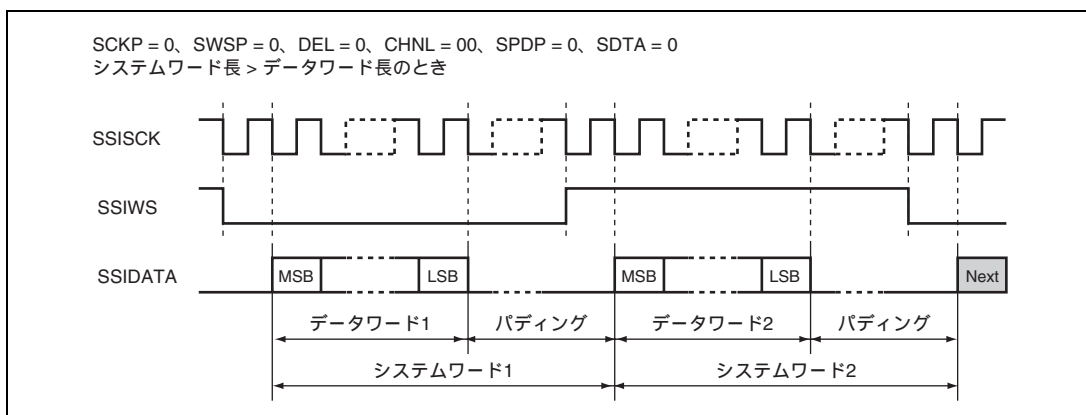 SCKP = 0、SWSP = 0、DEL = 0、CHNL = 00、SPDP = 0、SDTA = 0
システムワード長 > データワード長のとき
SSISCK
SSIWS
SSIDATA
MSB
LSB
MSB
LSB
Next
データワード1
パディング
データワード2
パディング
システムワード1
システムワード2